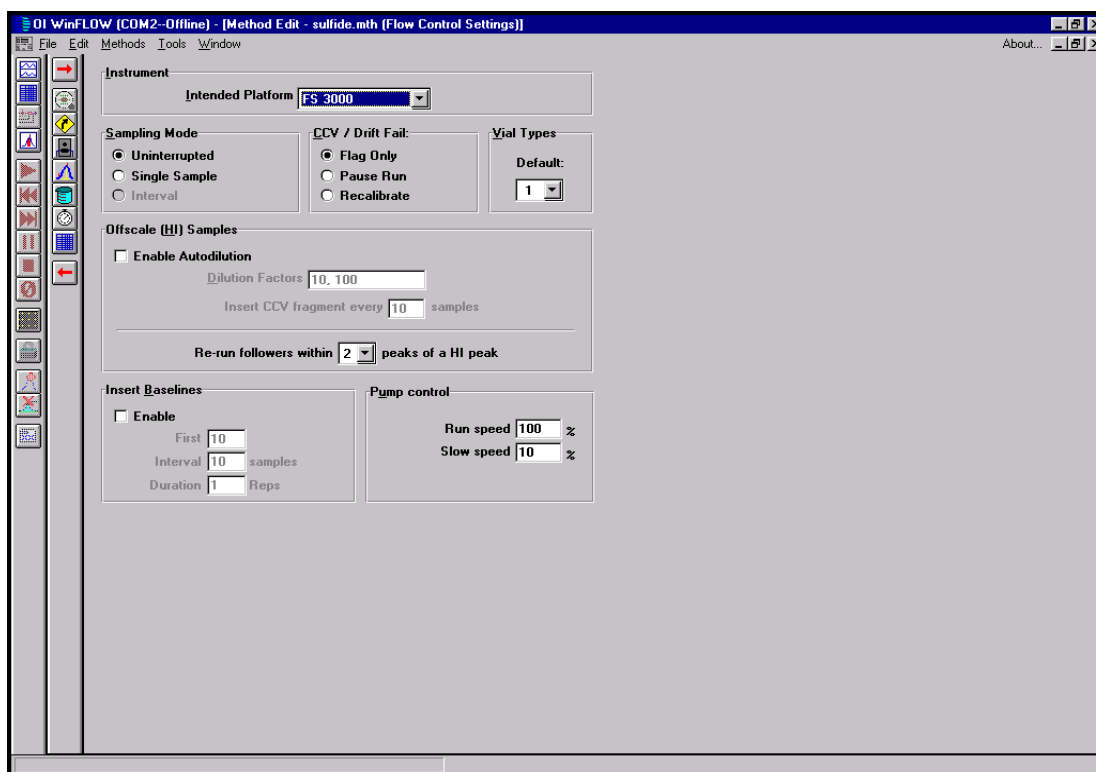 OI WinFLOW (COM2--Offline) - [Method Edit - sulfide.mth (Flow Control Settings)]
File Edit Methods Tools Window About...
Instrument
Intended Platform FS 3000
Sampling Mode
Uninterrupted
Single Sample
Interval
CCV / Drift Fail:
Flag Only
Pause Run
Recalibrate
Vial Types
Default:
1
Offscale (HI) Samples
Enable Autodilution
Dilution Factors 10, 100
Insert CCV fragment every 10 samples
Re-run followers within 2 peaks of a HI peak
Insert Baselines
Enable
First 10
Interval 10 samples
Duration 1 Reps
Pump control
Run speed 100 %
Slow speed 10 %